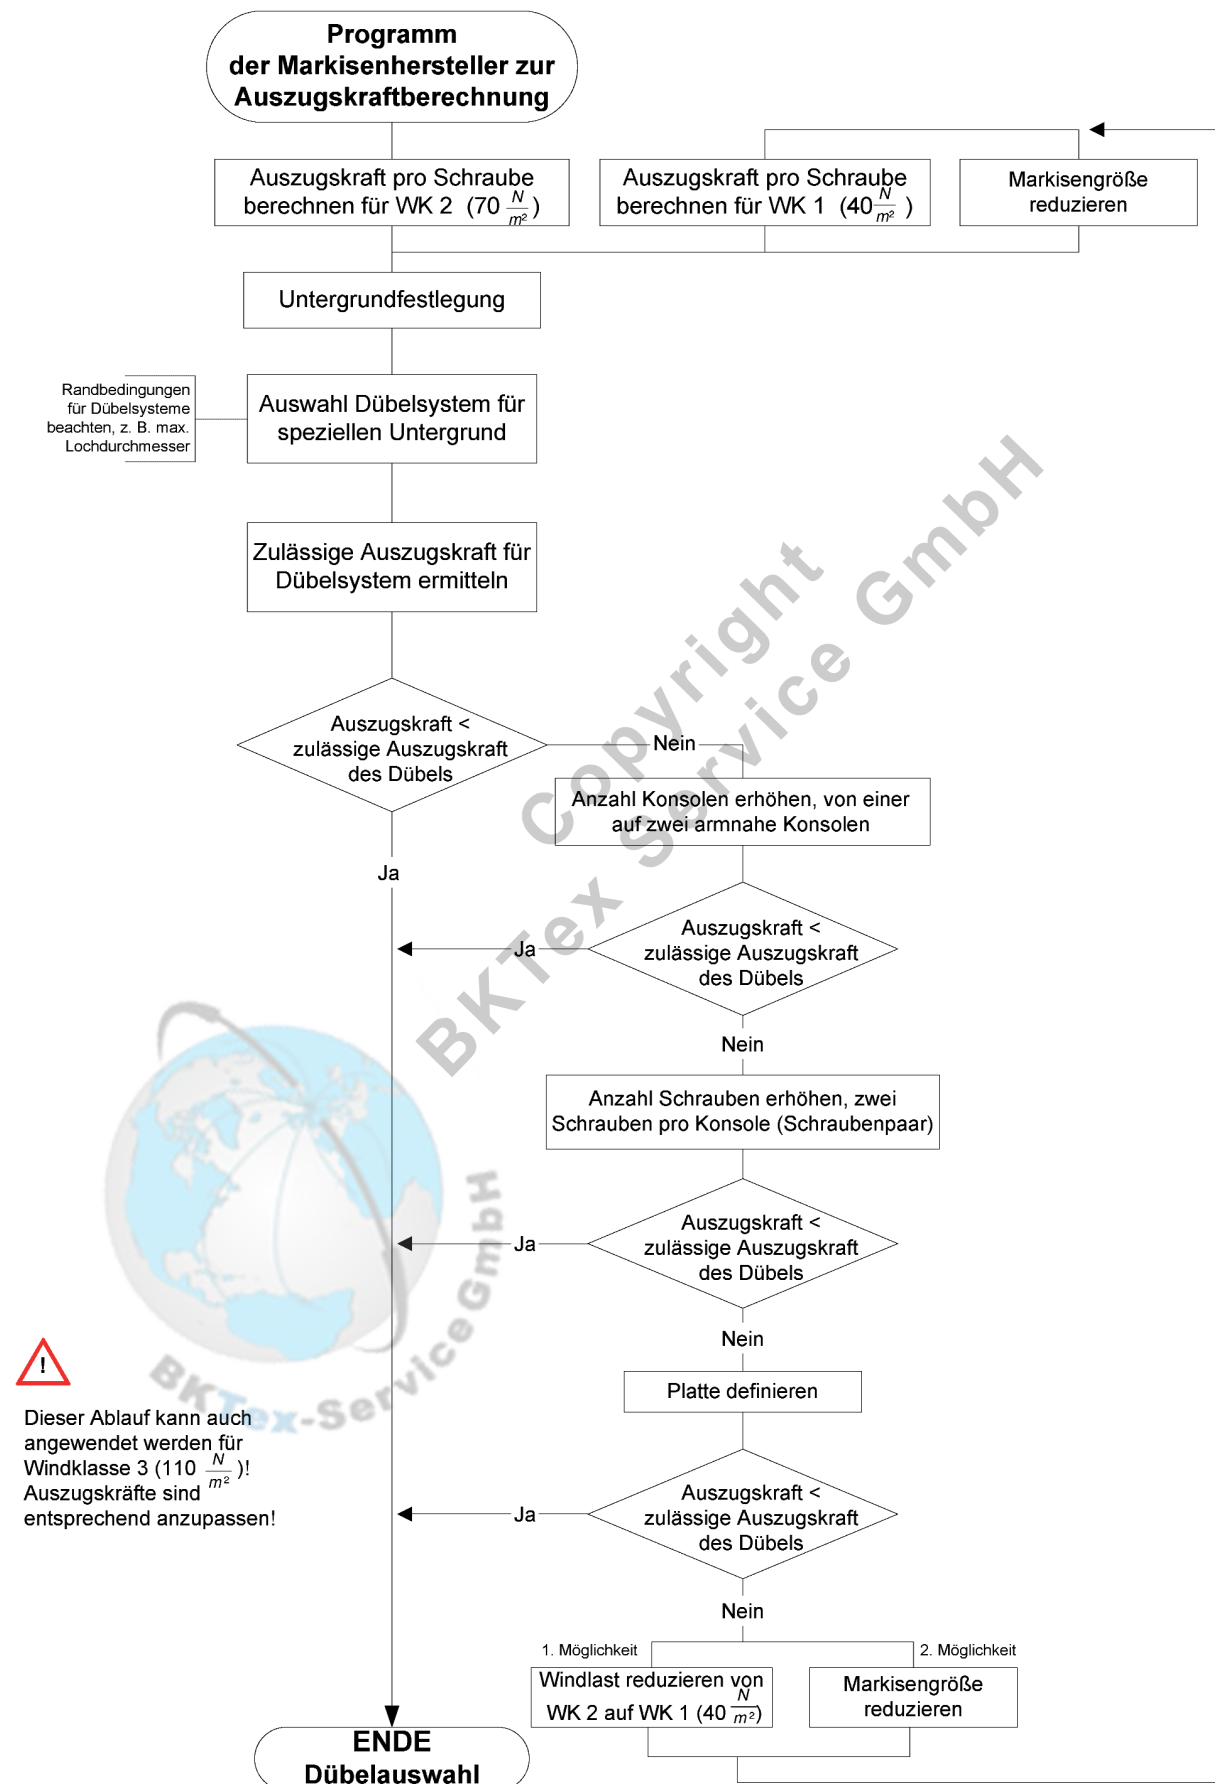 Programm
der Markisenhersteller zur
Auszugskraftberechnung
Auszugskraft pro Schraube
berechnen für WK 2 (70 N/m²)
Auszugskraft pro Schraube
berechnen für WK 1 (40 N/m²)
Markisengröße
reduzieren
Untergrundfestlegung
Randbedingungen
für Dübelsysteme
beachten, z. B. max.
Lochdurchmesser
Auswahl Dübelsystem für
speziellen Untergrund
Zulässige Auszugskraft für
Dübelsystem ermitteln
Auszugskraft <
zulässige Auszugskraft
des Dübels
Nein
Anzahl Konsolen erhöhen, von einer
auf zwei armnahe Konsolen
Ja
Auszugskraft <
zulässige Auszugskraft
des Dübels
Ja
Nein
Anzahl Schrauben erhöhen, zwei
Schrauben pro Konsole (Schraubenpaar)
Auszugskraft <
zulässige Auszugskraft
des Dübels
Ja
Nein
Platte definieren
!
Dieser Ablauf kann auch
angewendet werden für
Windklasse 3 (110 N/m²)!
Auszugskräfte sind
entsprechend anzupassen!
Auszugskraft <
zulässige Auszugskraft
des Dübels
Ja
Nein
1. Möglichkeit
2. Möglichkeit
Windlast reduzieren von
WK 2 auf WK 1 (40 N/m²)
Markisengröße
reduzieren
ENDE
Dübelauswahl
Copyright
BKTex Service GmbH
BKTex-Service GmbH